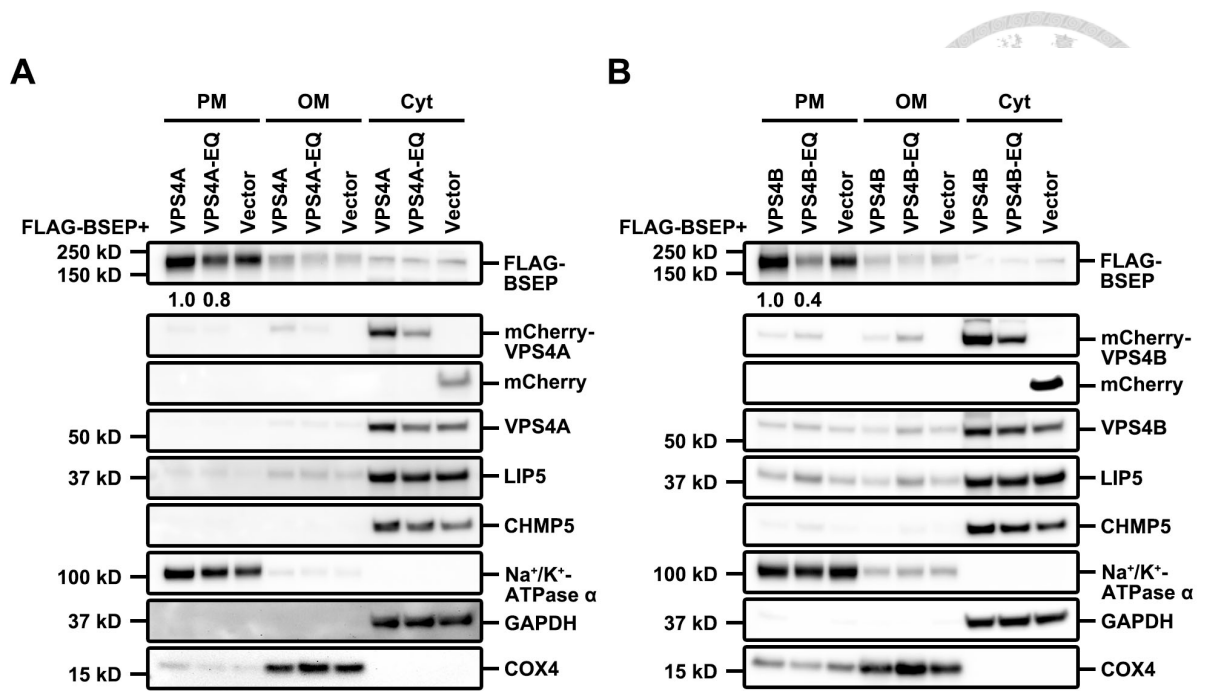 A
PM OM Cyt
VPS4A VPS4A-EQ Vector VPS4A VPS4A-EQ Vector VPS4A VPS4A-EQ Vector
FLAG-BSEP+
250 kD
150 kD
FLAG-
BSEP
1.0 0.8
mCherry-
VPS4A
mCherry
50 kD VPS4A
37 kD LIP5
CHMP5
100 kD Na⁺/K⁺-
ATPase α
37 kD GAPDH
15 kD COX4
B
PM OM Cyt
VPS4B VPS4B-EQ Vector VPS4B VPS4B-EQ Vector VPS4B VPS4B-EQ Vector
FLAG-BSEP+
250 kD
150 kD
FLAG-
BSEP
1.0 0.4
mCherry-
VPS4B
mCherry
50 kD VPS4B
37 kD LIP5
CHMP5
100 kD Na⁺/K⁺-
ATPase α
37 kD GAPDH
15 kD COX4